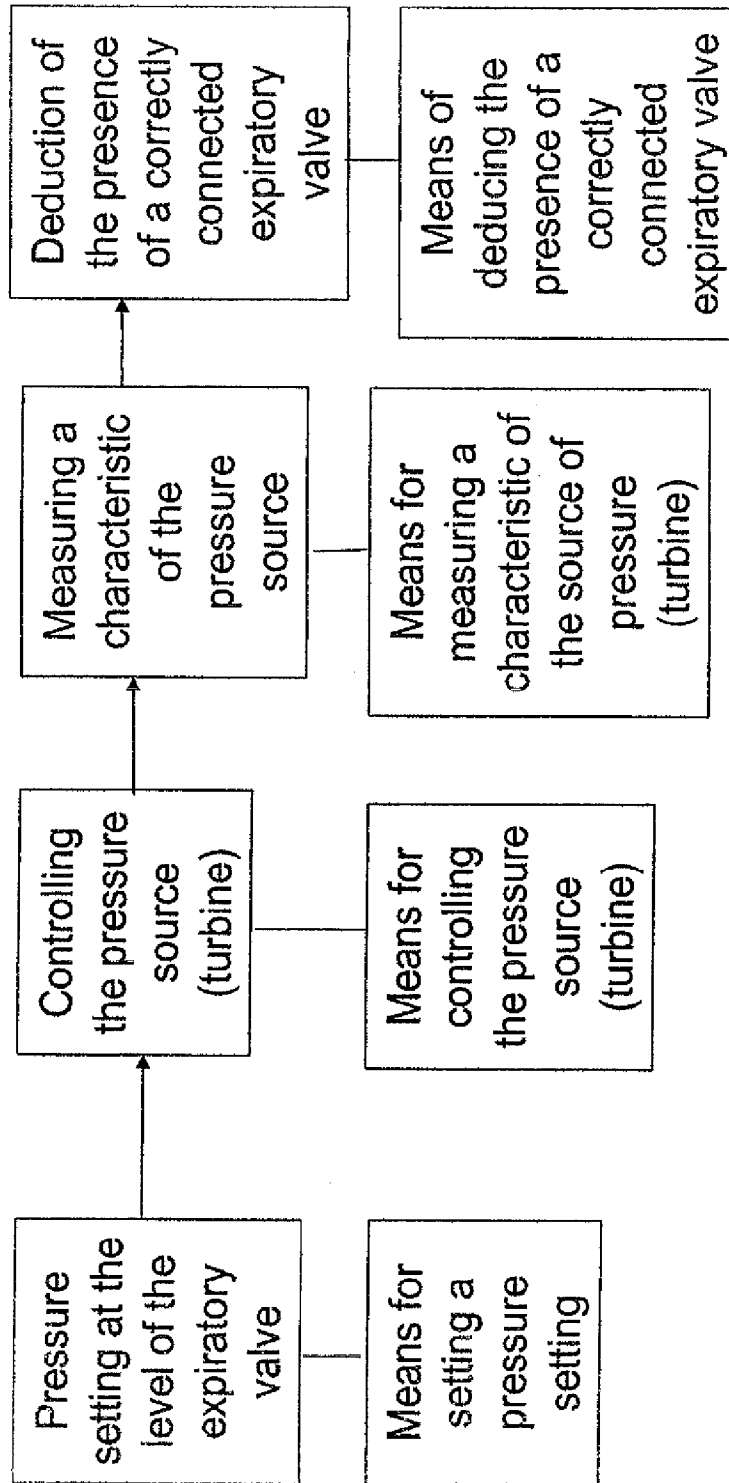 Pressure
setting at the
level of the
expiratory
valve
Means for
setting a
pressure
setting
Controlling
the pressure
source
(turbine)
Means for
controlling
the pressure
source
(turbine)
Measuring a
characteristic
of the
pressure
source
Means for
measuring a
characteristic of
the source of
pressure
(turbine)
Deduction of
the presence
of a correctly
connected
expiratory
valve
Means of
deducing the
presence of a
correctly
connected
expiratory valve